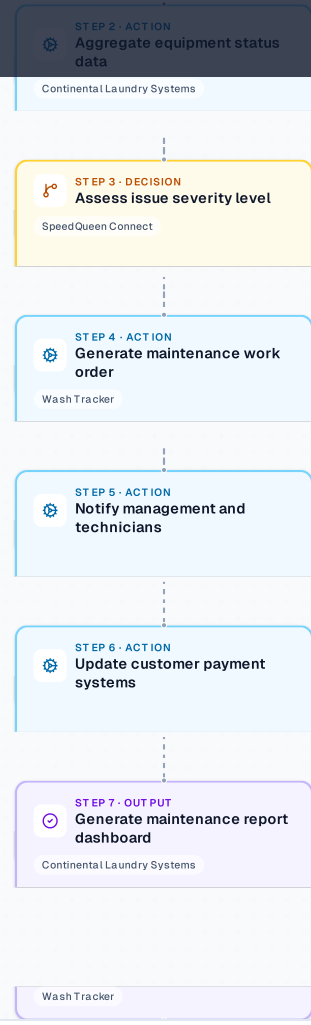 STEP 2 · ACTION
Aggregate equipment status
data
Continental Laundry Systems
STEP 3 · DECISION
Assess issue severity level
SpeedQueen Connect
STEP 4 · ACTION
Generate maintenance work
order
Wash Tracker
STEP 5 · ACTION
Notify management and
technicians
STEP 6 · ACTION
Update customer payment
systems
STEP 7 · OUTPUT
Generate maintenance report
dashboard
Continental Laundry Systems
Wash Tracker